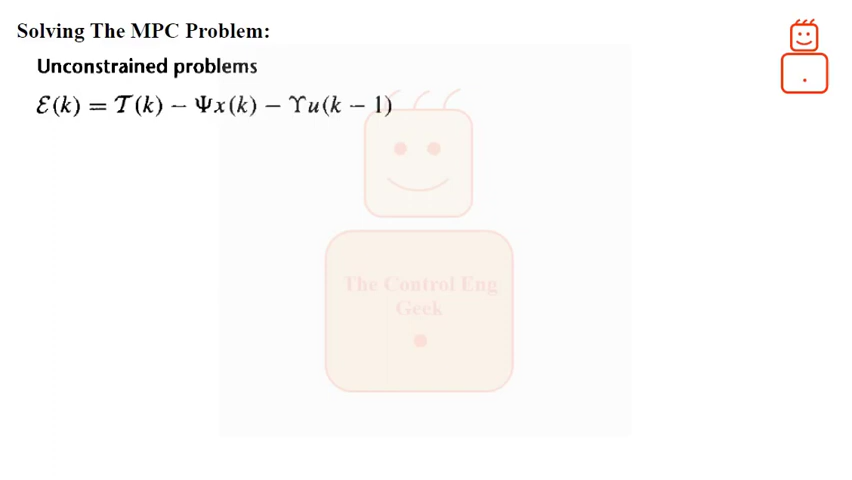 Solving The MPC Problem:
Unconstrained problems
ℰ(k) = 𝒯(k) − Ψx(k) − ϒu(k − 1)
The Control Eng
Geek